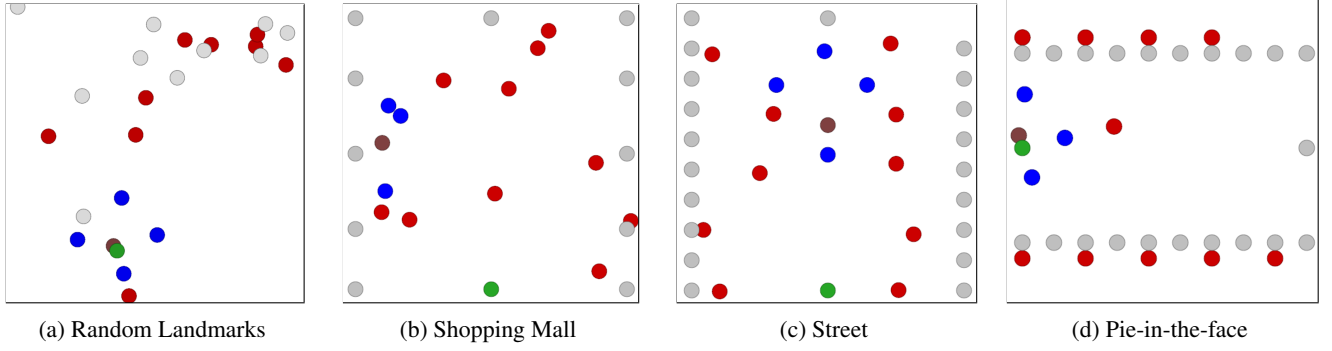 (a) Random Landmarks
(b) Shopping Mall
(c) Street
(d) Pie-in-the-face